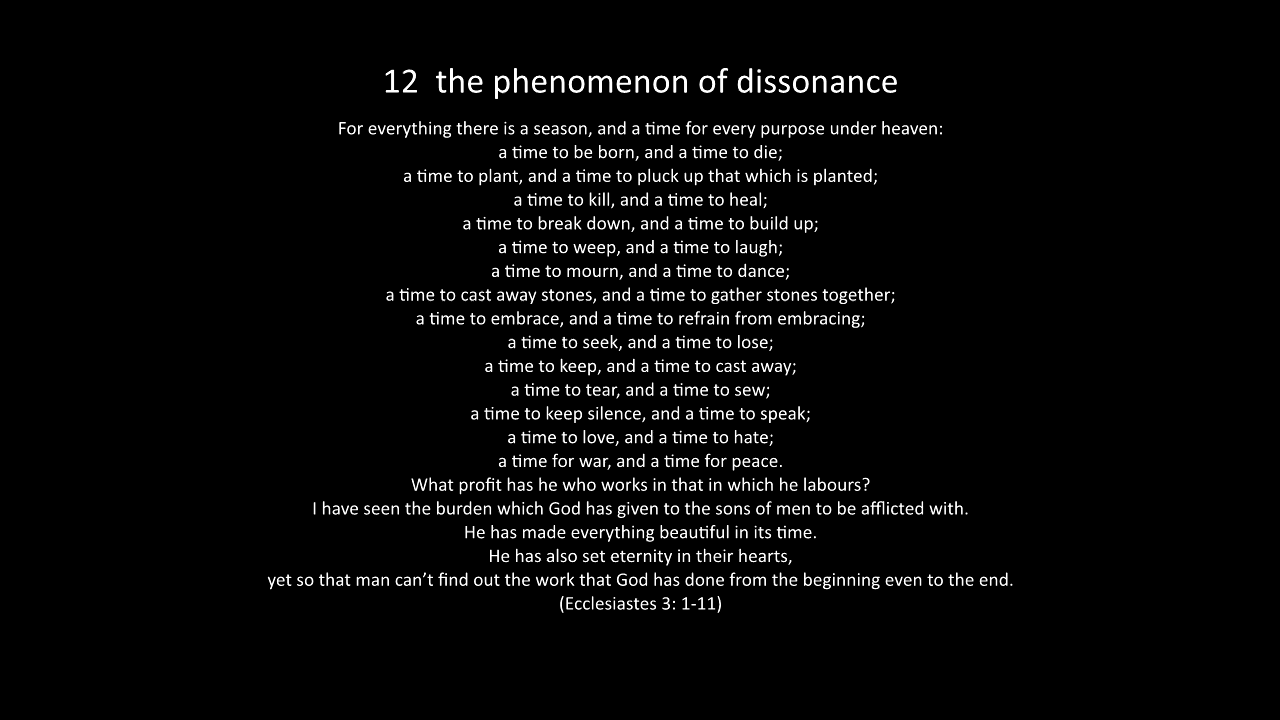 12 the phenomenon of dissonance
For everything there is a season, and a time for every purpose under heaven:
a time to be born, and a time to die;
a time to plant, and a time to pluck up that which is planted;
a time to kill, and a time to heal;
a time to break down, and a time to build up;
a time to weep, and a time to laugh;
a time to mourn, and a time to dance;
a time to cast away stones, and a time to gather stones together;
a time to embrace, and a time to refrain from embracing;
a time to seek, and a time to lose;
a time to keep, and a time to cast away;
a time to tear, and a time to sew;
a time to keep silence, and a time to speak;
a time to love, and a time to hate;
a time for war, and a time for peace.
What profit has he who works in that in which he labours?
I have seen the burden which God has given to the sons of men to be afflicted with.
He has made everything beautiful in its time.
He has also set eternity in their hearts,
yet so that man can’t find out the work that God has done from the beginning even to the end.
(Ecclesiastes 3: 1-11)